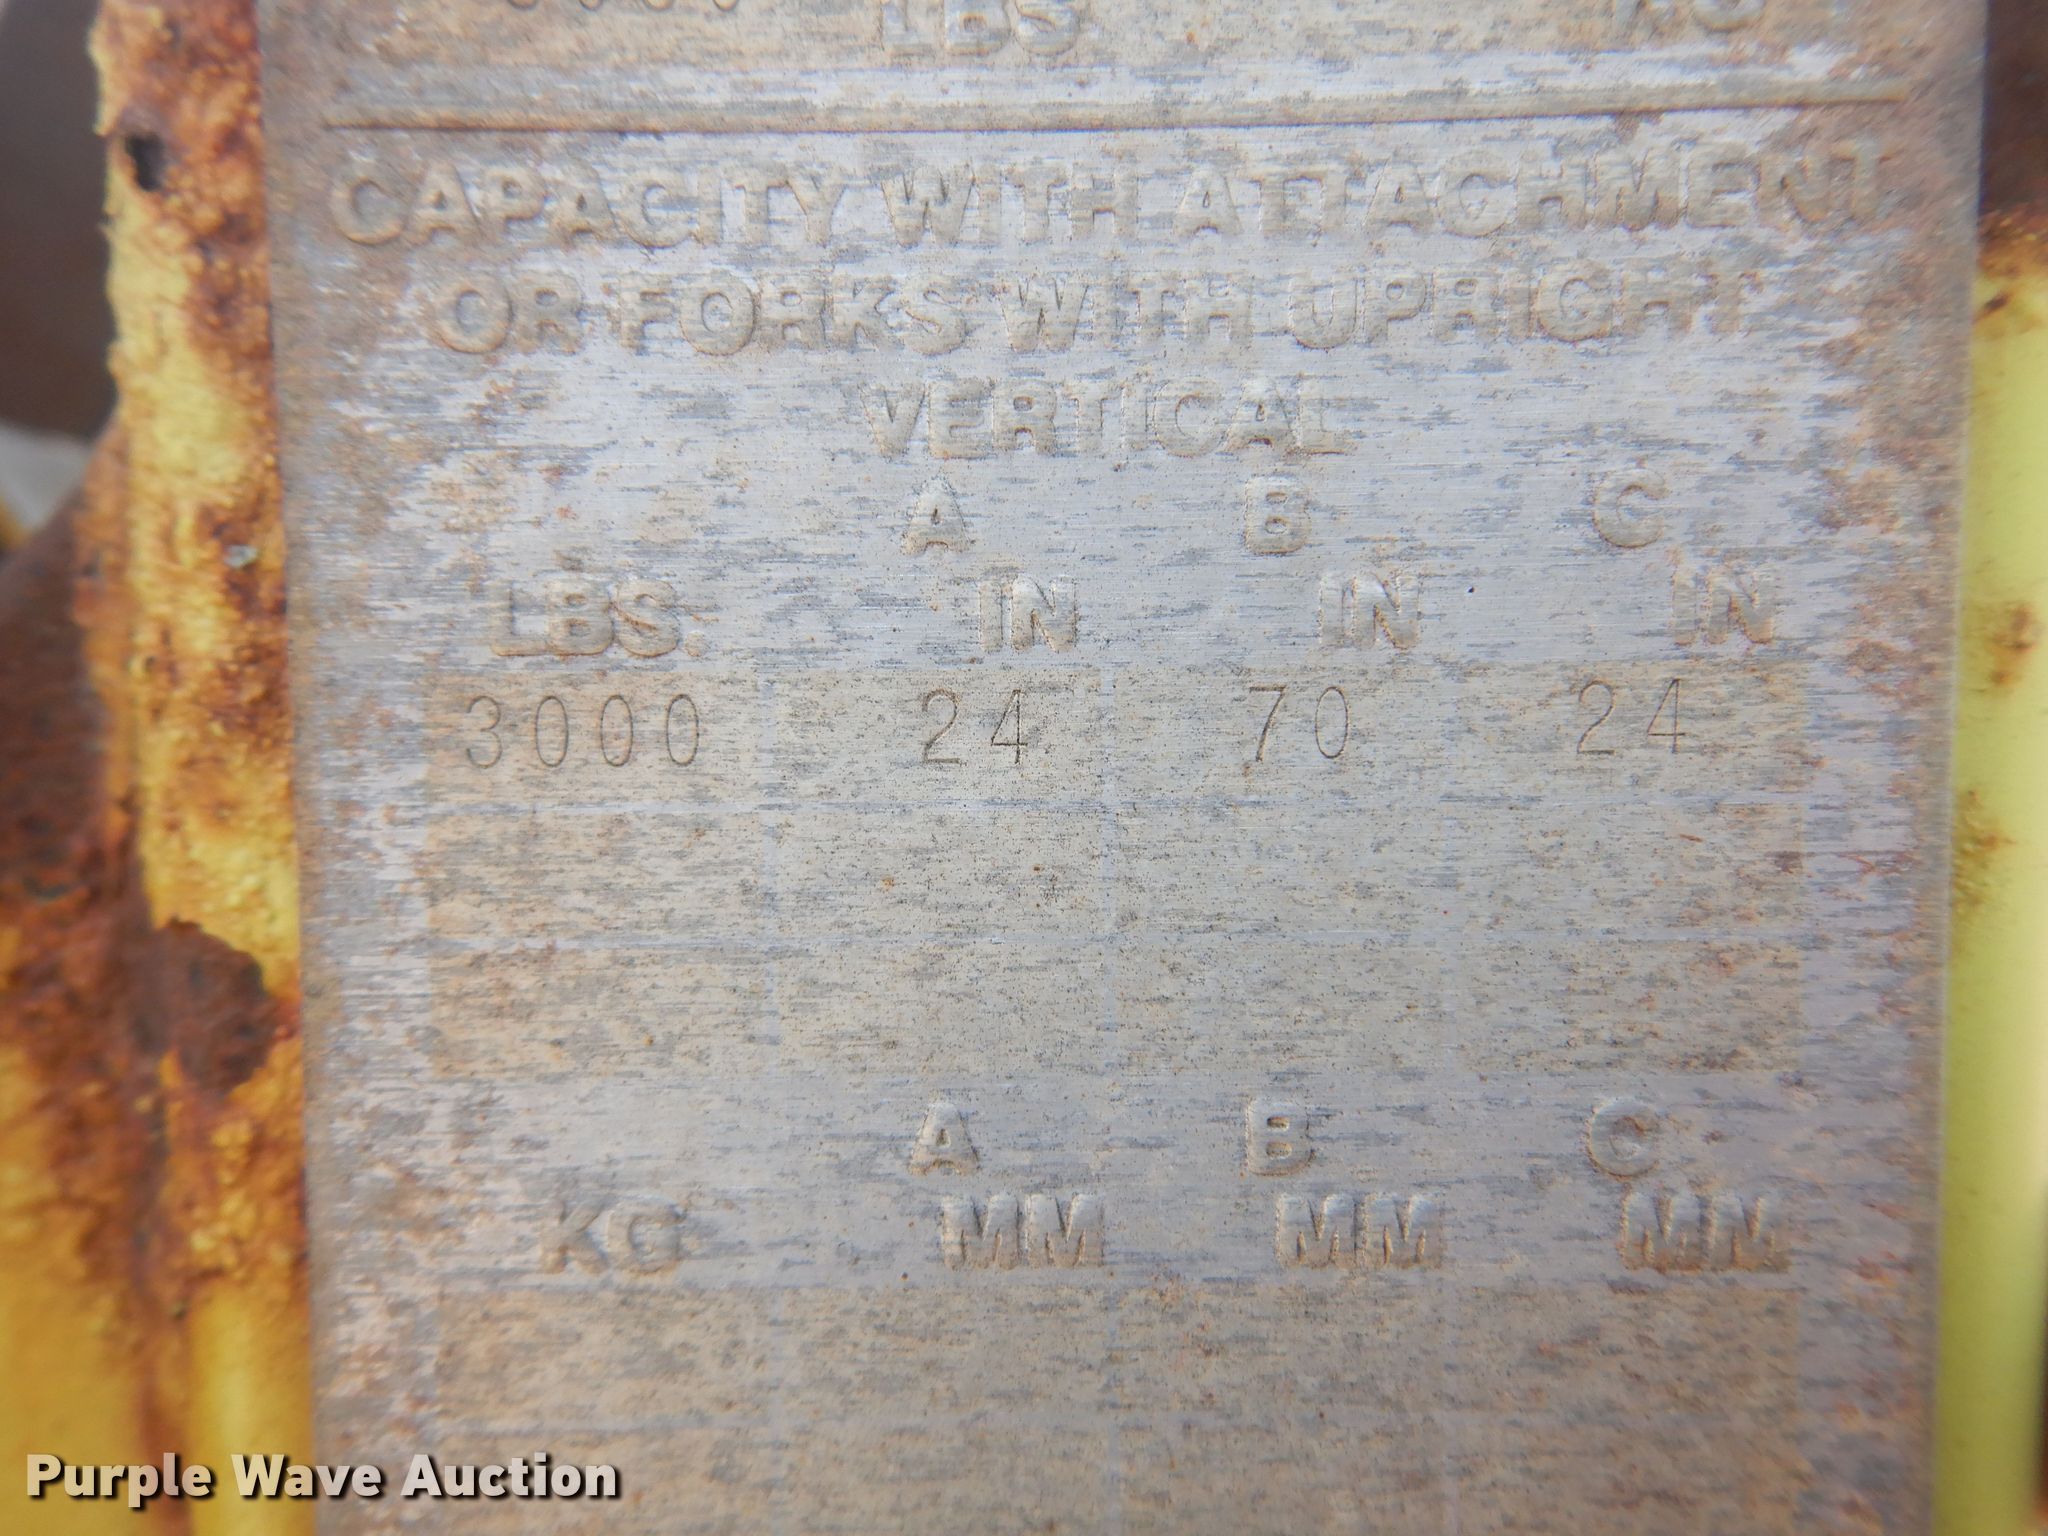 LBS KG
CAPACITY WITH ATTACHMENT
OR FORKS WITH UPRIGHT
VERTICAL
A B C
LBS. IN IN IN
3000 24 70 24
A B C
KG MM MM MM
Purple Wave Auction